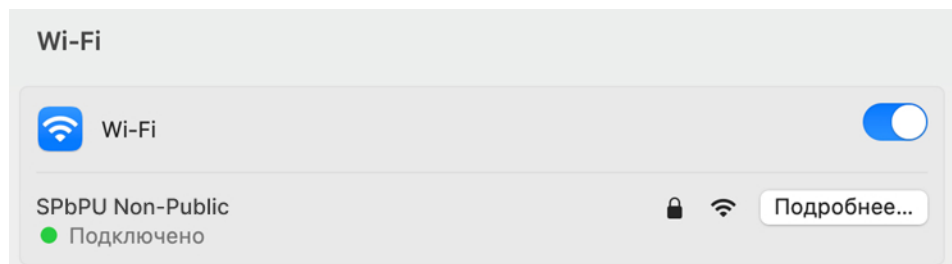 Wi-Fi
Wi-Fi
SPbPU Non-Public
Подробнее...
Подключено